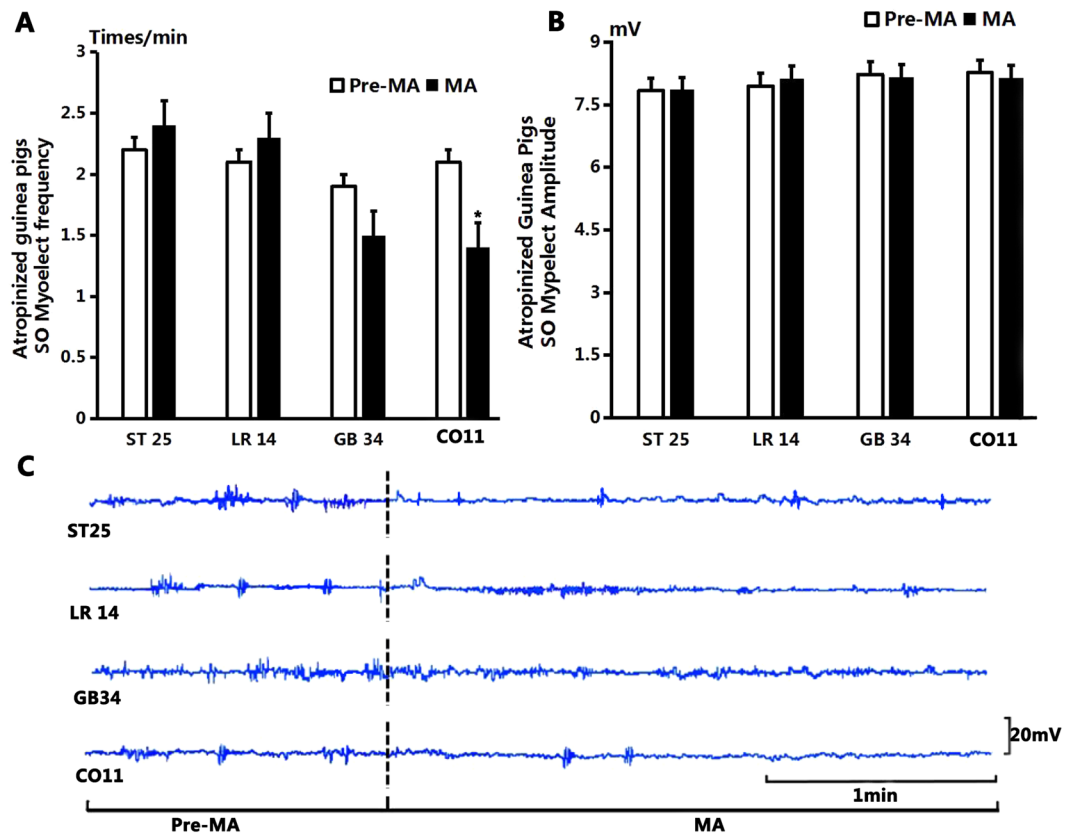 A
Times/min
3
2.5
2
1.5
1
0.5
0
Atropinized guinea pigs
SO Myoelect frequency
Pre-MA MA
*
ST 25 LR 14 GB 34 CO11
B
mV
9
7.5
6
4.5
3
1.5
0
Atropinized Guinea Pigs
SO Mypelect Amplitude
Pre-MA MA
ST 25 LR 14 GB 34 CO11
C
ST25
LR 14
GB34
CO11
20mV
1min
Pre-MA MA